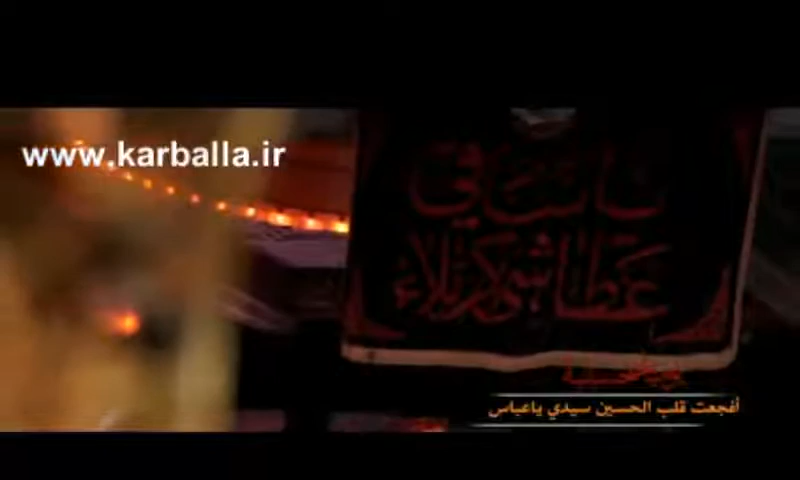 www.karballa.ir
يا ساقي
عطاشى كربلاء
أفجعت قلب الحسين سيدي ياعباس